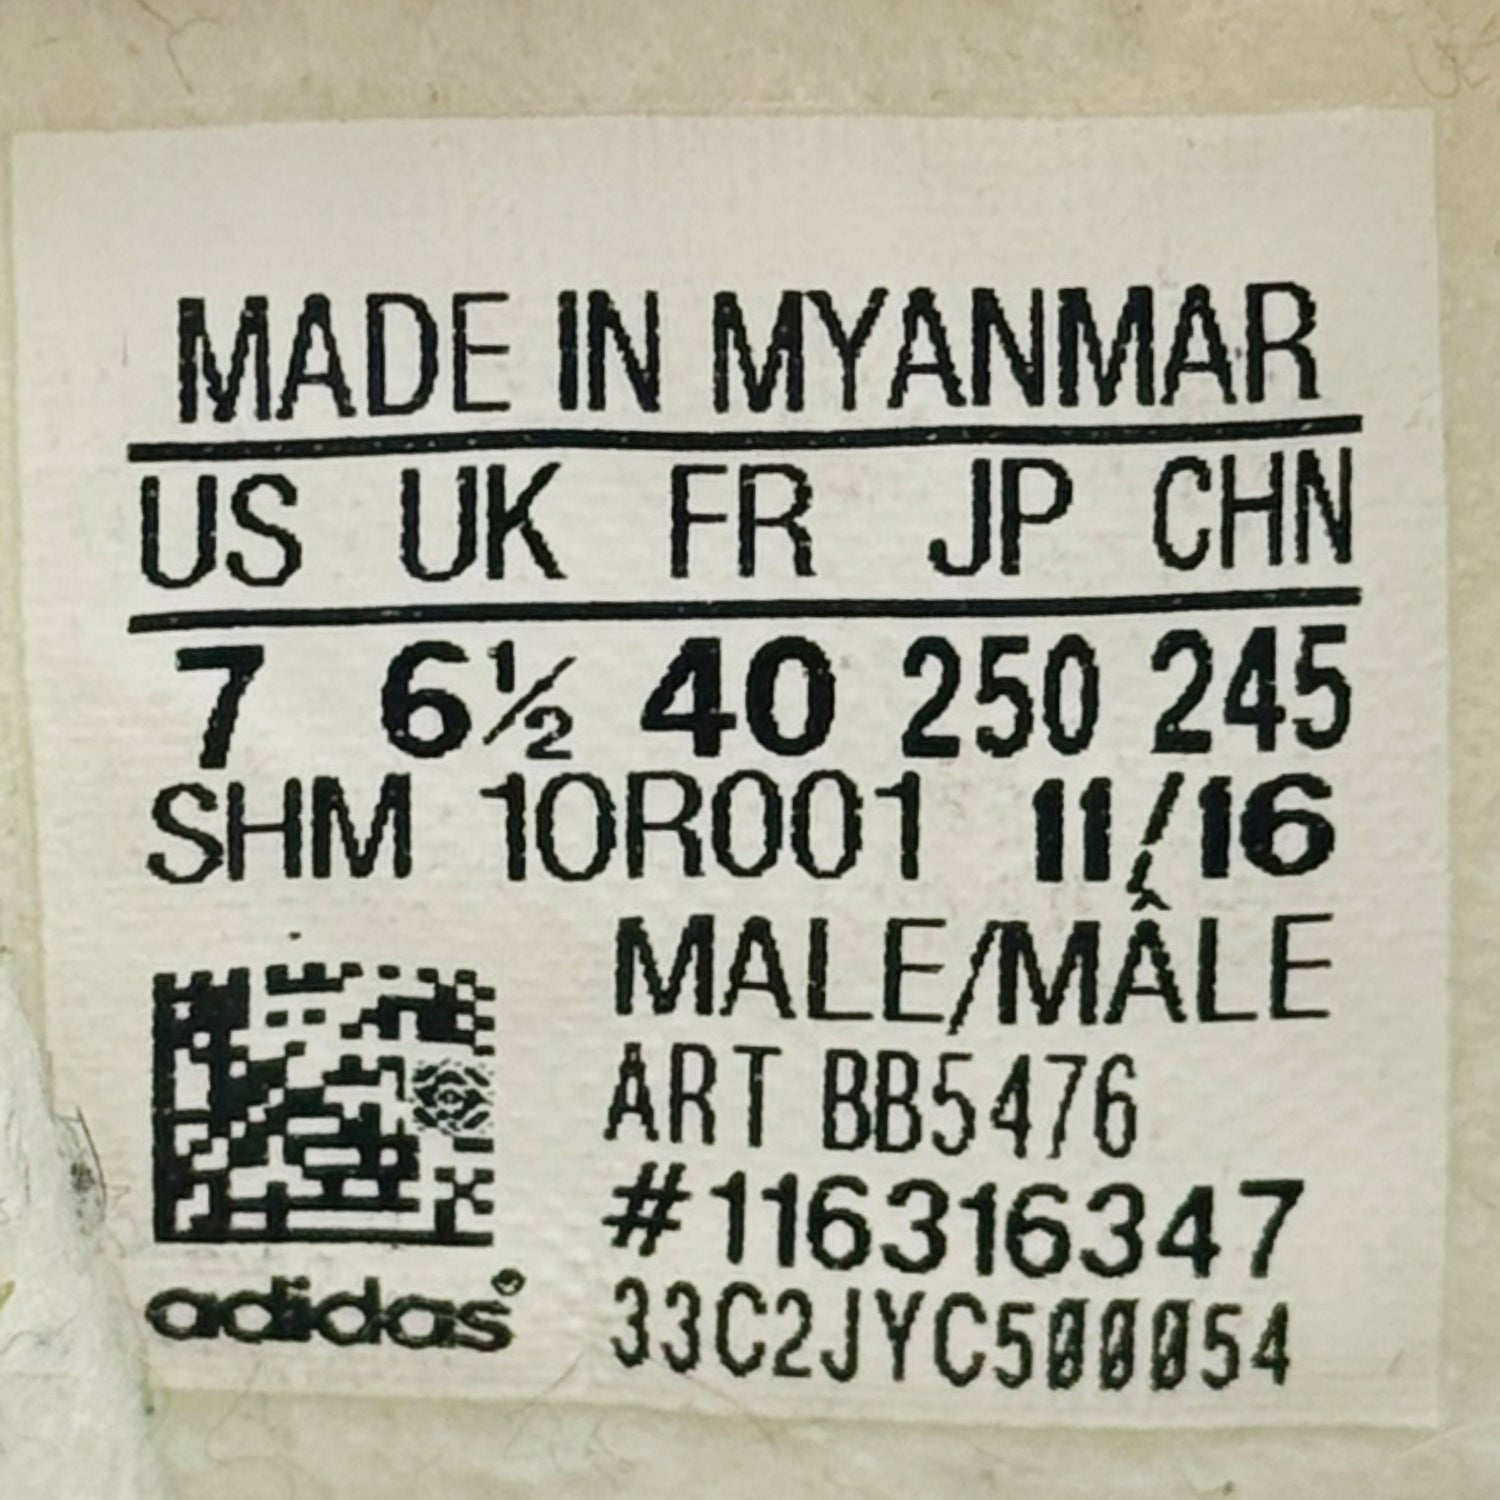 MADE IN MYANMAR
US UK FR JP CHN
7 6½ 40 250 245
SHM 10R001 11/16
MALE/MÂLE
ART BB5476
#116316347
adidas®
33C2JYC500054